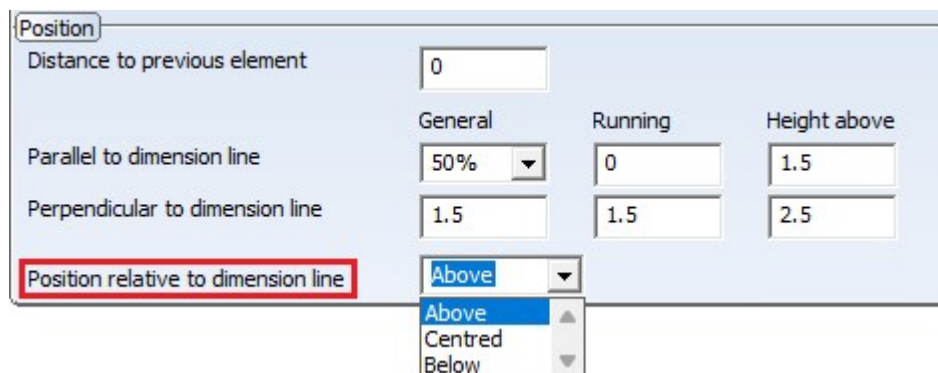 Position
Distance to previous element 0
General Running Height above
Parallel to dimension line 50% 0 1.5
Perpendicular to dimension line 1.5 1.5 2.5
Position relative to dimension line Above
Above
Centred
Below